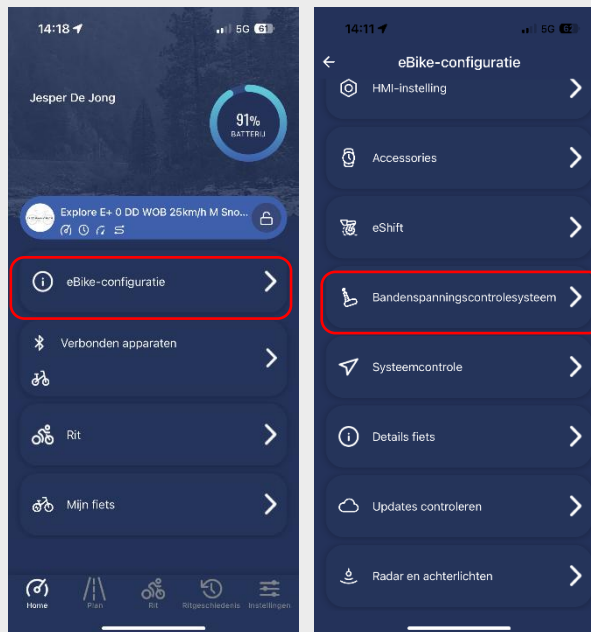 14:18
5G 61
Jesper De Jong
91%
BATTERIJ
Explore E+ 0 DD WOB 25km/h M Sno...
eBike-configuratie
Verbonden apparaten
Rit
Mijn fiets
Home Plan Rit Ritgeschiedenis Instellingen
14:11
5G 62
eBike-configuratie
HMI-instelling
Accessories
eShift
Bandenspanningscontrolesysteem
Systeemcontrole
Details fiets
Updates controleren
Radar en achterlichten